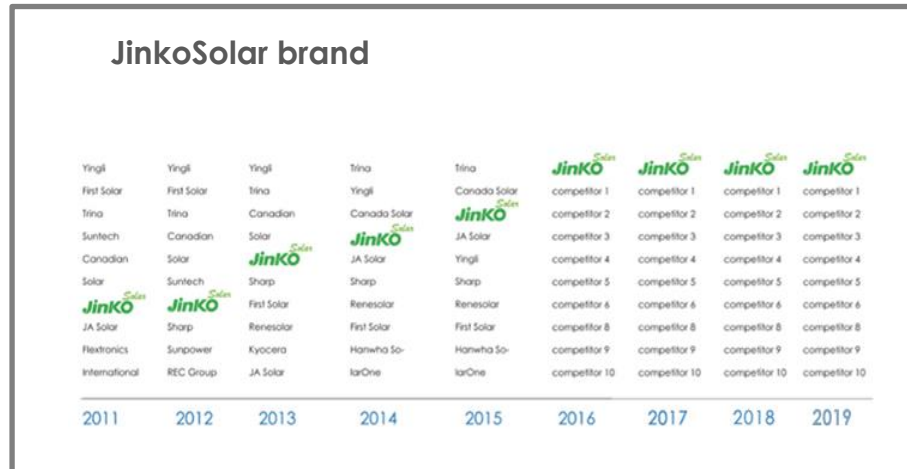 JinkoSolar brand
Yingli Yingli Yingli Trina Trina JinKO Solar JinKO Solar JinKO Solar JinKO Solar
First Solar First Solar Trina Yingli Canada Solar competitor 1 competitor 1 competitor 1 competitor 1
Trina Trina Canadian Canada Solar JinKO Solar competitor 2 competitor 2 competitor 2 competitor 2
Suntech Canadian Solar JinKO Solar JA Solar competitor 3 competitor 3 competitor 3 competitor 3
Canadian Solar JinKO Solar JA Solar Yingli competitor 4 competitor 4 competitor 4 competitor 4
Solar Suntech Sharp Sharp Sharp competitor 5 competitor 5 competitor 5 competitor 5
JinKO Solar JinKO Solar First Solar Renesolar Renesolar competitor 6 competitor 6 competitor 6 competitor 6
JA Solar Sharp Renesolar First Solar First Solar competitor 8 competitor 8 competitor 8 competitor 8
Flextronics Sunpower Kyocera Hanwha So- Hanwha So- competitor 9 competitor 9 competitor 9 competitor 9
International REC Group JA Solar larOne larOne competitor 10 competitor 10 competitor 10 competitor 10
2011 2012 2013 2014 2015 2016 2017 2018 2019